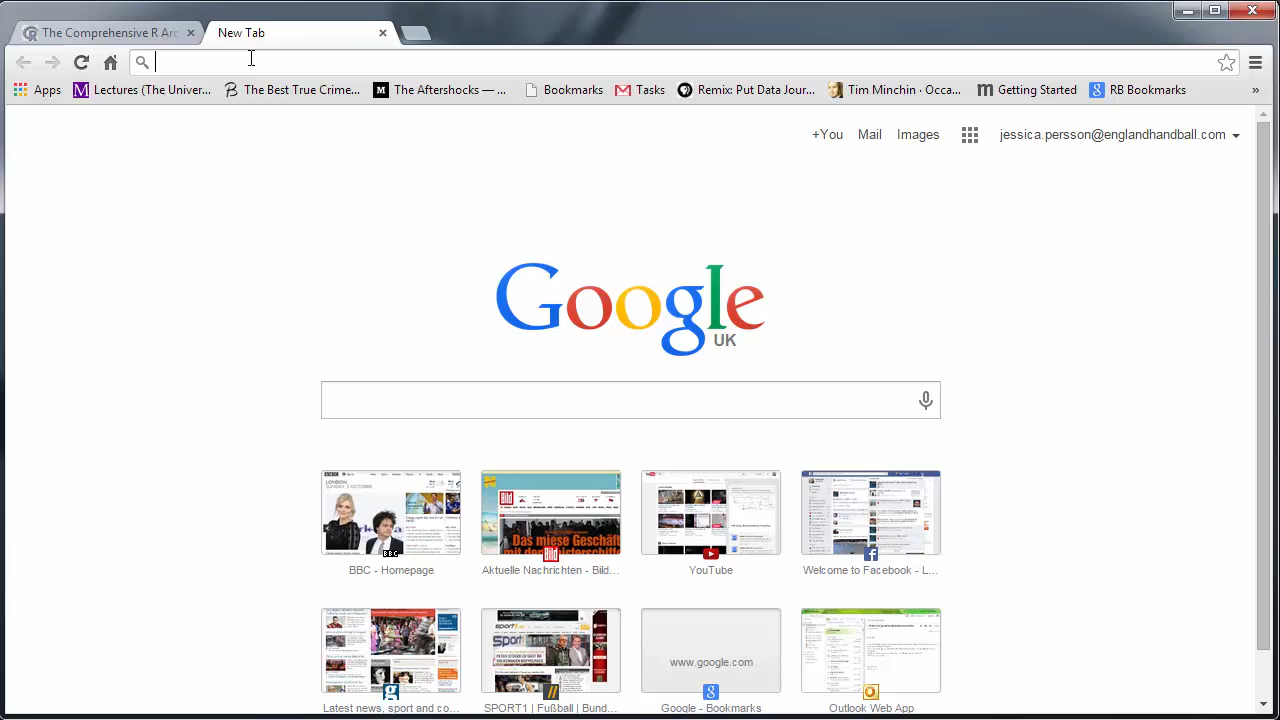 The Comprehensive R Arc
New Tab
Apps
Lectures (The Univer...
The Best True Crime...
The Aftershocks — ...
Bookmarks
Tasks
Remix: Put Data Jour...
Tim Minchin - Occa...
Getting Started
RB Bookmarks
»
+You
Mail
Images
jessica.persson@englandhandball.com
Google
UK
BBC - Homepage
Aktuelle Nachrichten - Bild...
YouTube
Welcome to Facebook - L...
www.google.com
Latest news, sport and co...
SPORT1 | Fußball | Bund...
Google - Bookmarks
Outlook Web App